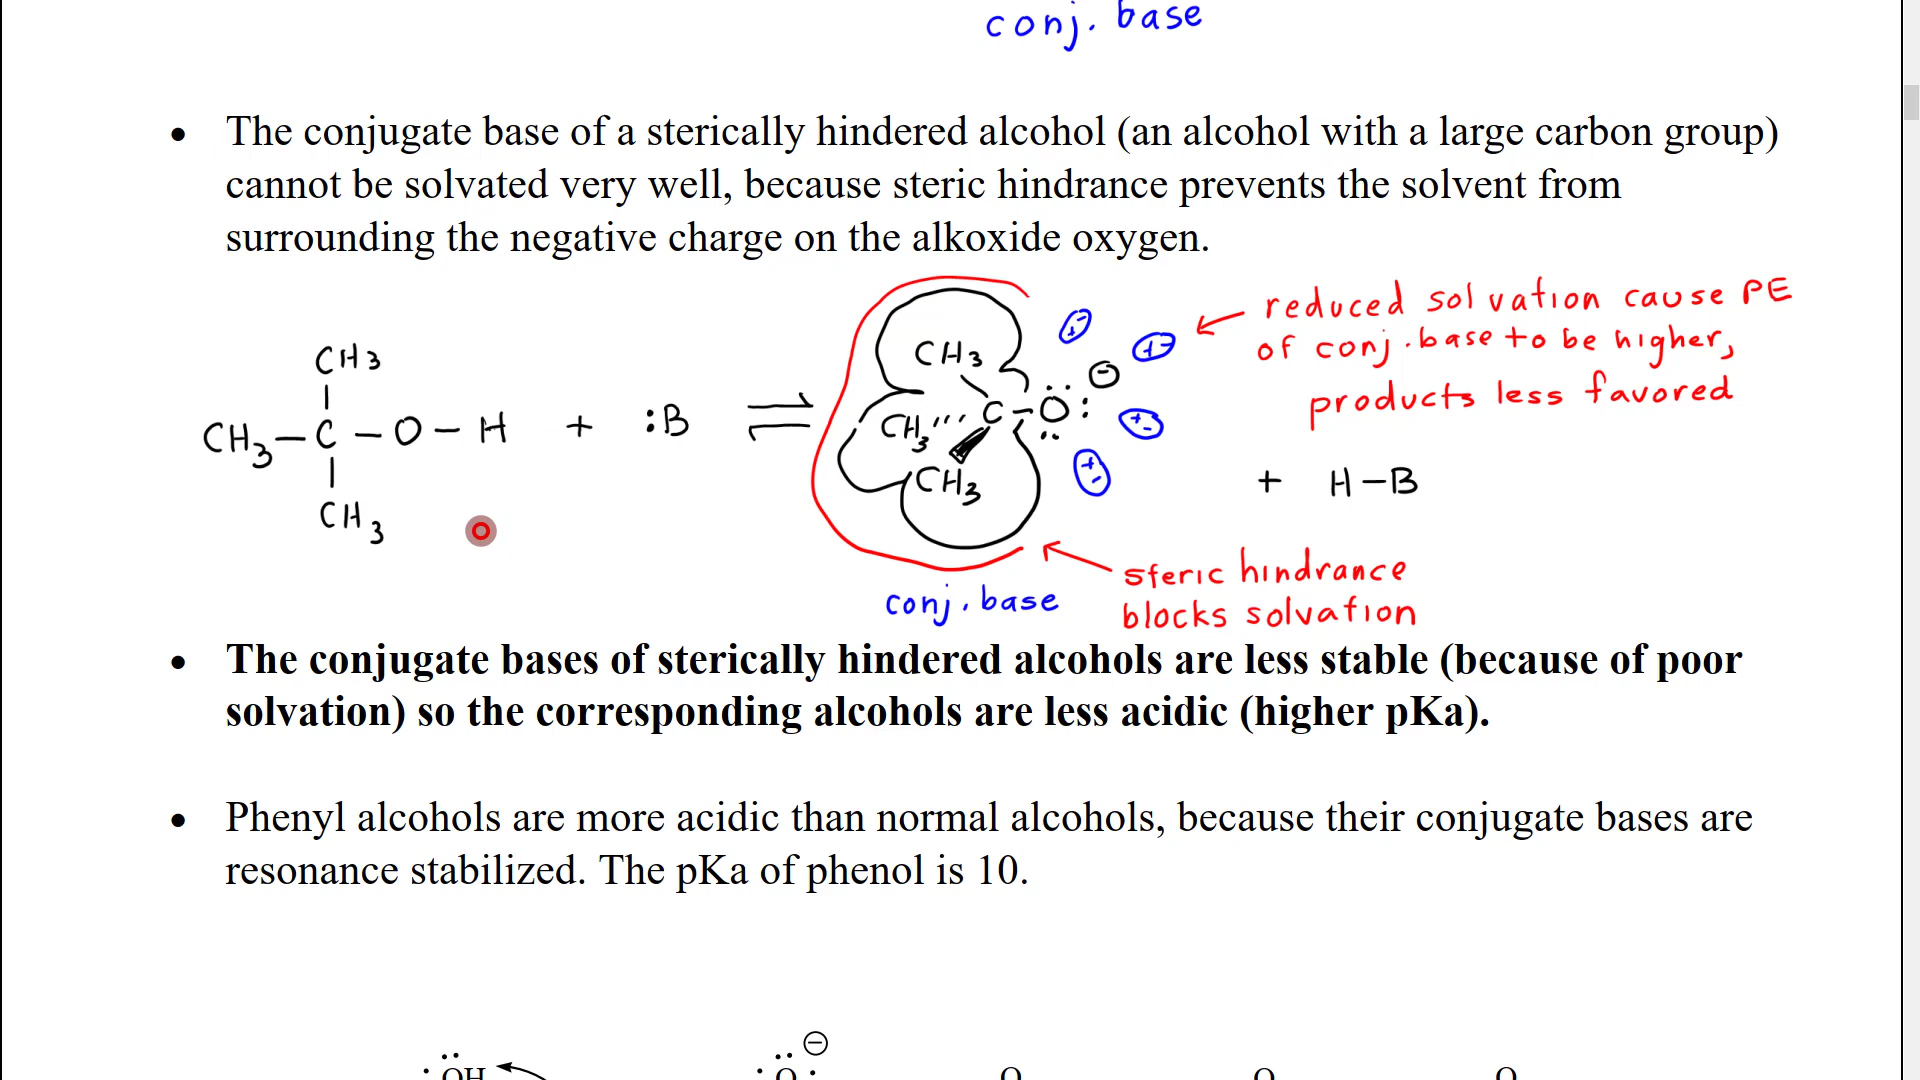 conj. base
• The conjugate base of a sterically hindered alcohol (an alcohol with a large carbon group)
cannot be solvated very well, because steric hindrance prevents the solvent from
surrounding the negative charge on the alkoxide oxygen.
reduced solvation cause PE
of conj. base to be higher,
products less favored
CH3
CH3
CH3 – C – O – H + :B ⇌ CH3 C – O: ⊖
CH3
CH3
+ H – B
steric hindrance
conj. base
blocks solvation
• The conjugate bases of sterically hindered alcohols are less stable (because of poor
solvation) so the corresponding alcohols are less acidic (higher pKa).
• Phenyl alcohols are more acidic than normal alcohols, because their conjugate bases are
resonance stabilized. The pKa of phenol is 10.
:OH :O: ⊖ O O O